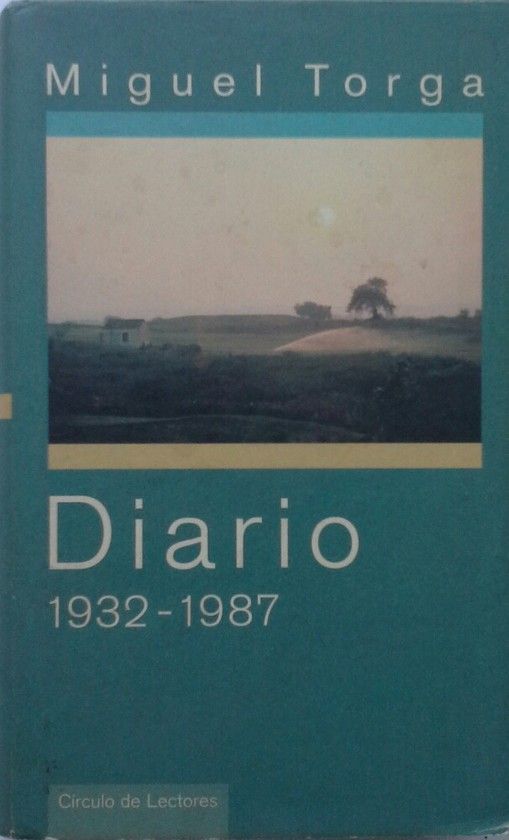 Miguel Torga
Diario
1932-1987
Círculo de Lectores